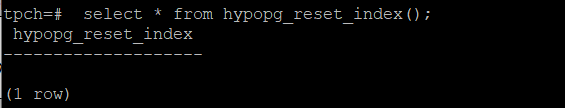 tpch=#  select * from hypopg_reset_index();
 hypopg_reset_index
--------------------
(1 row)